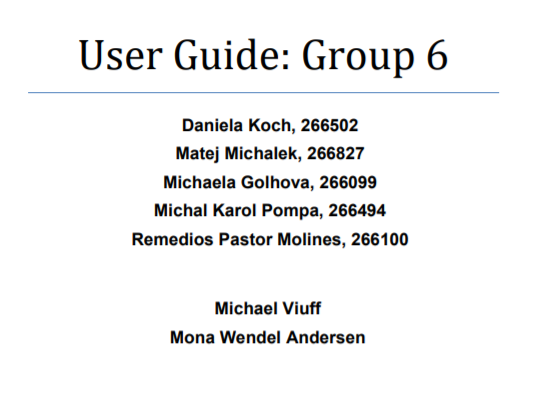 User Guide: Group 6
Daniela Koch, 266502
Matej Michalek, 266827
Michaela Golhova, 266099
Michal Karol Pompa, 266494
Remedios Pastor Molines, 266100
Michael Viuff
Mona Wendel Andersen